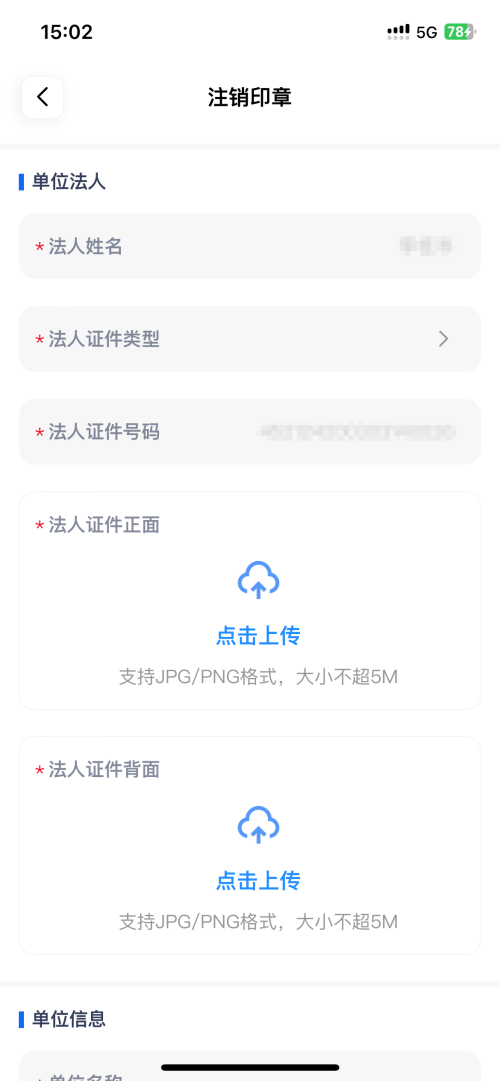 15:02
5G 78
注销印章
单位法人
*法人姓名
*法人证件类型
*法人证件号码
*法人证件正面
点击上传
支持JPG/PNG格式，大小不超5M
*法人证件背面
点击上传
支持JPG/PNG格式，大小不超5M
单位信息
*单位名称